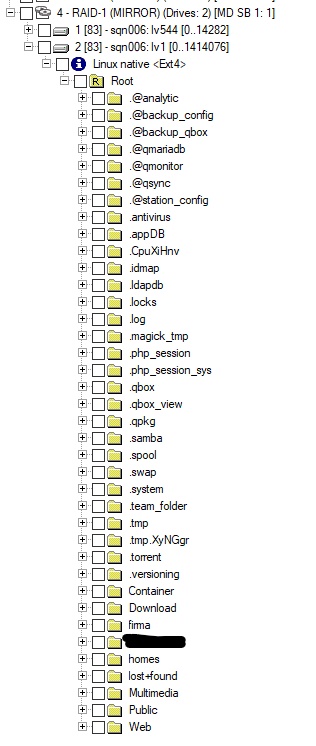 4 - RAID-1 (MIRROR) (Drives: 2) [MD SB 1: 1]
1 [83] - sqn006: lv544 [0..14282]
2 [83] - sqn006: lv1 [0..1414076]
Linux native <Ext4>
R Root
.@analytic
.@backup_config
.@backup_qbox
.@qmariadb
.@qmonitor
.@qsync
.@station_config
.antivirus
.appDB
.CpuXiHnv
.idmap
.ldapdb
.locks
.log
.magick_tmp
.php_session
.php_session_sys
.qbox
.qbox_view
.qpkg
.samba
.spool
.swap
.system
.team_folder
.tmp
.tmp.XyNGgr
.torrent
.versioning
Container
Download
firma
homes
lost+found
Multimedia
Public
Web